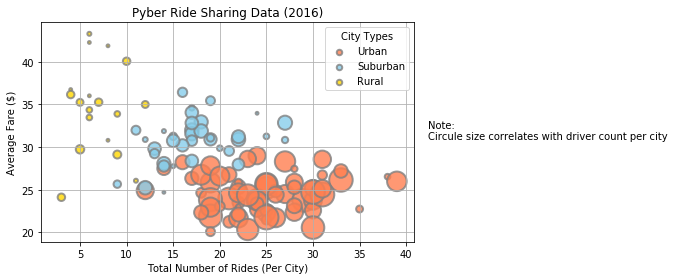 Pyber Ride Sharing Data (2016)
City Types
Urban
Suburban
Rural
Average Fare ($)
40
35
30
25
20
5
10
15
20
25
30
35
40
Total Number of Rides (Per City)
Note:
Circule size correlates with driver count per city